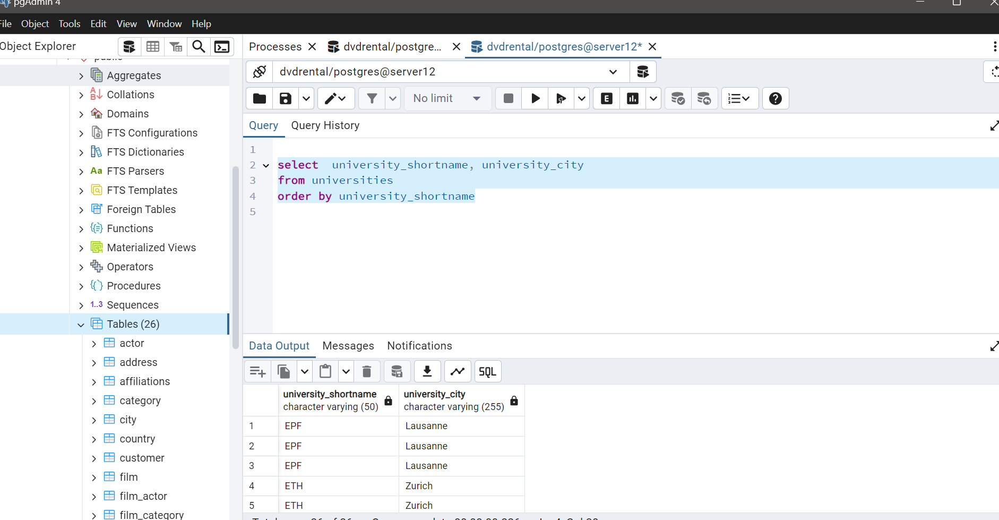 pgAdmin 4
File Object Tools Edit View Window Help
Object Explorer
Processes
dvdrental/postgre...
dvdrental/postgres@server12*
public
Aggregates
Collations
Domains
FTS Configurations
FTS Dictionaries
Aa FTS Parsers
FTS Templates
Foreign Tables
Functions
Materialized Views
Operators
Procedures
1..3 Sequences
Tables (26)
actor
address
affiliations
category
city
country
customer
film
film_actor
film_category
dvdrental/postgres@server12
No limit
E
Query Query History
1
2 select university_shortname, university_city
3 from universities
4 order by university_shortname
5
Data Output Messages Notifications
SQL
university_shortname university_city
character varying (50) character varying (255)
1 EPF Lausanne
2 EPF Lausanne
3 EPF Lausanne
4 ETH Zurich
5 ETH Zurich